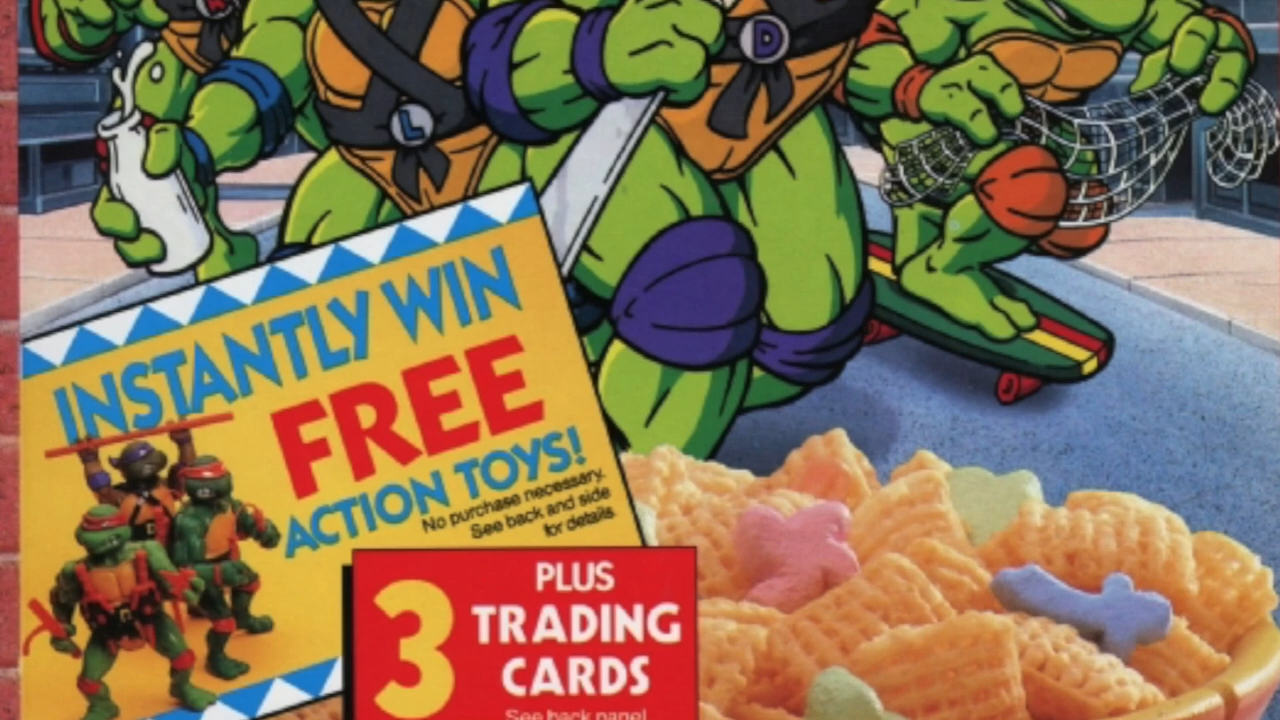 L
D
INSTANTLY WIN
FREE
ACTION TOYS!
No purchase necessary.
See back and side
for details.
3
PLUS
TRADING
CARDS
See back panel